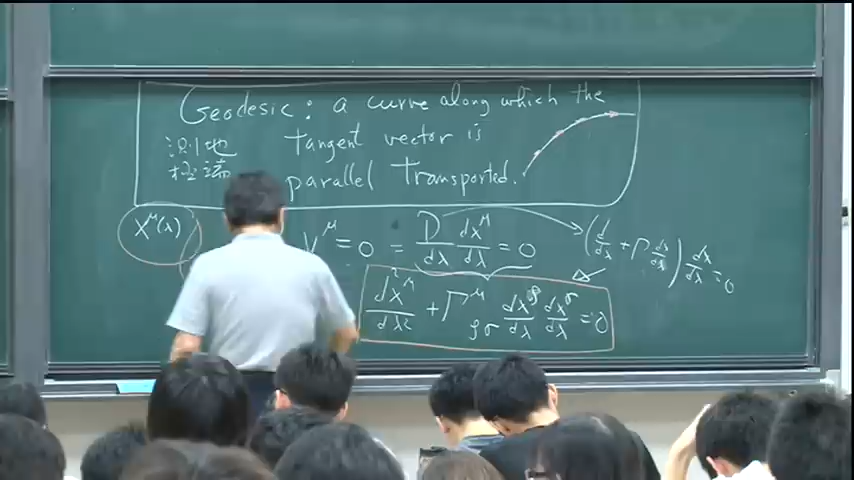 Geodesic: a curve along which the
測地 tangent vector is
parallel transported.
X^μ(λ)
V^μ = 0 = D/dλ dx^μ/dλ = 0
(d/dλ + Γ dx/dλ) dx/dλ = 0
d²x^μ/dλ² + Γ^μ_ρσ dx^ρ/dλ dx^σ/dλ = 0